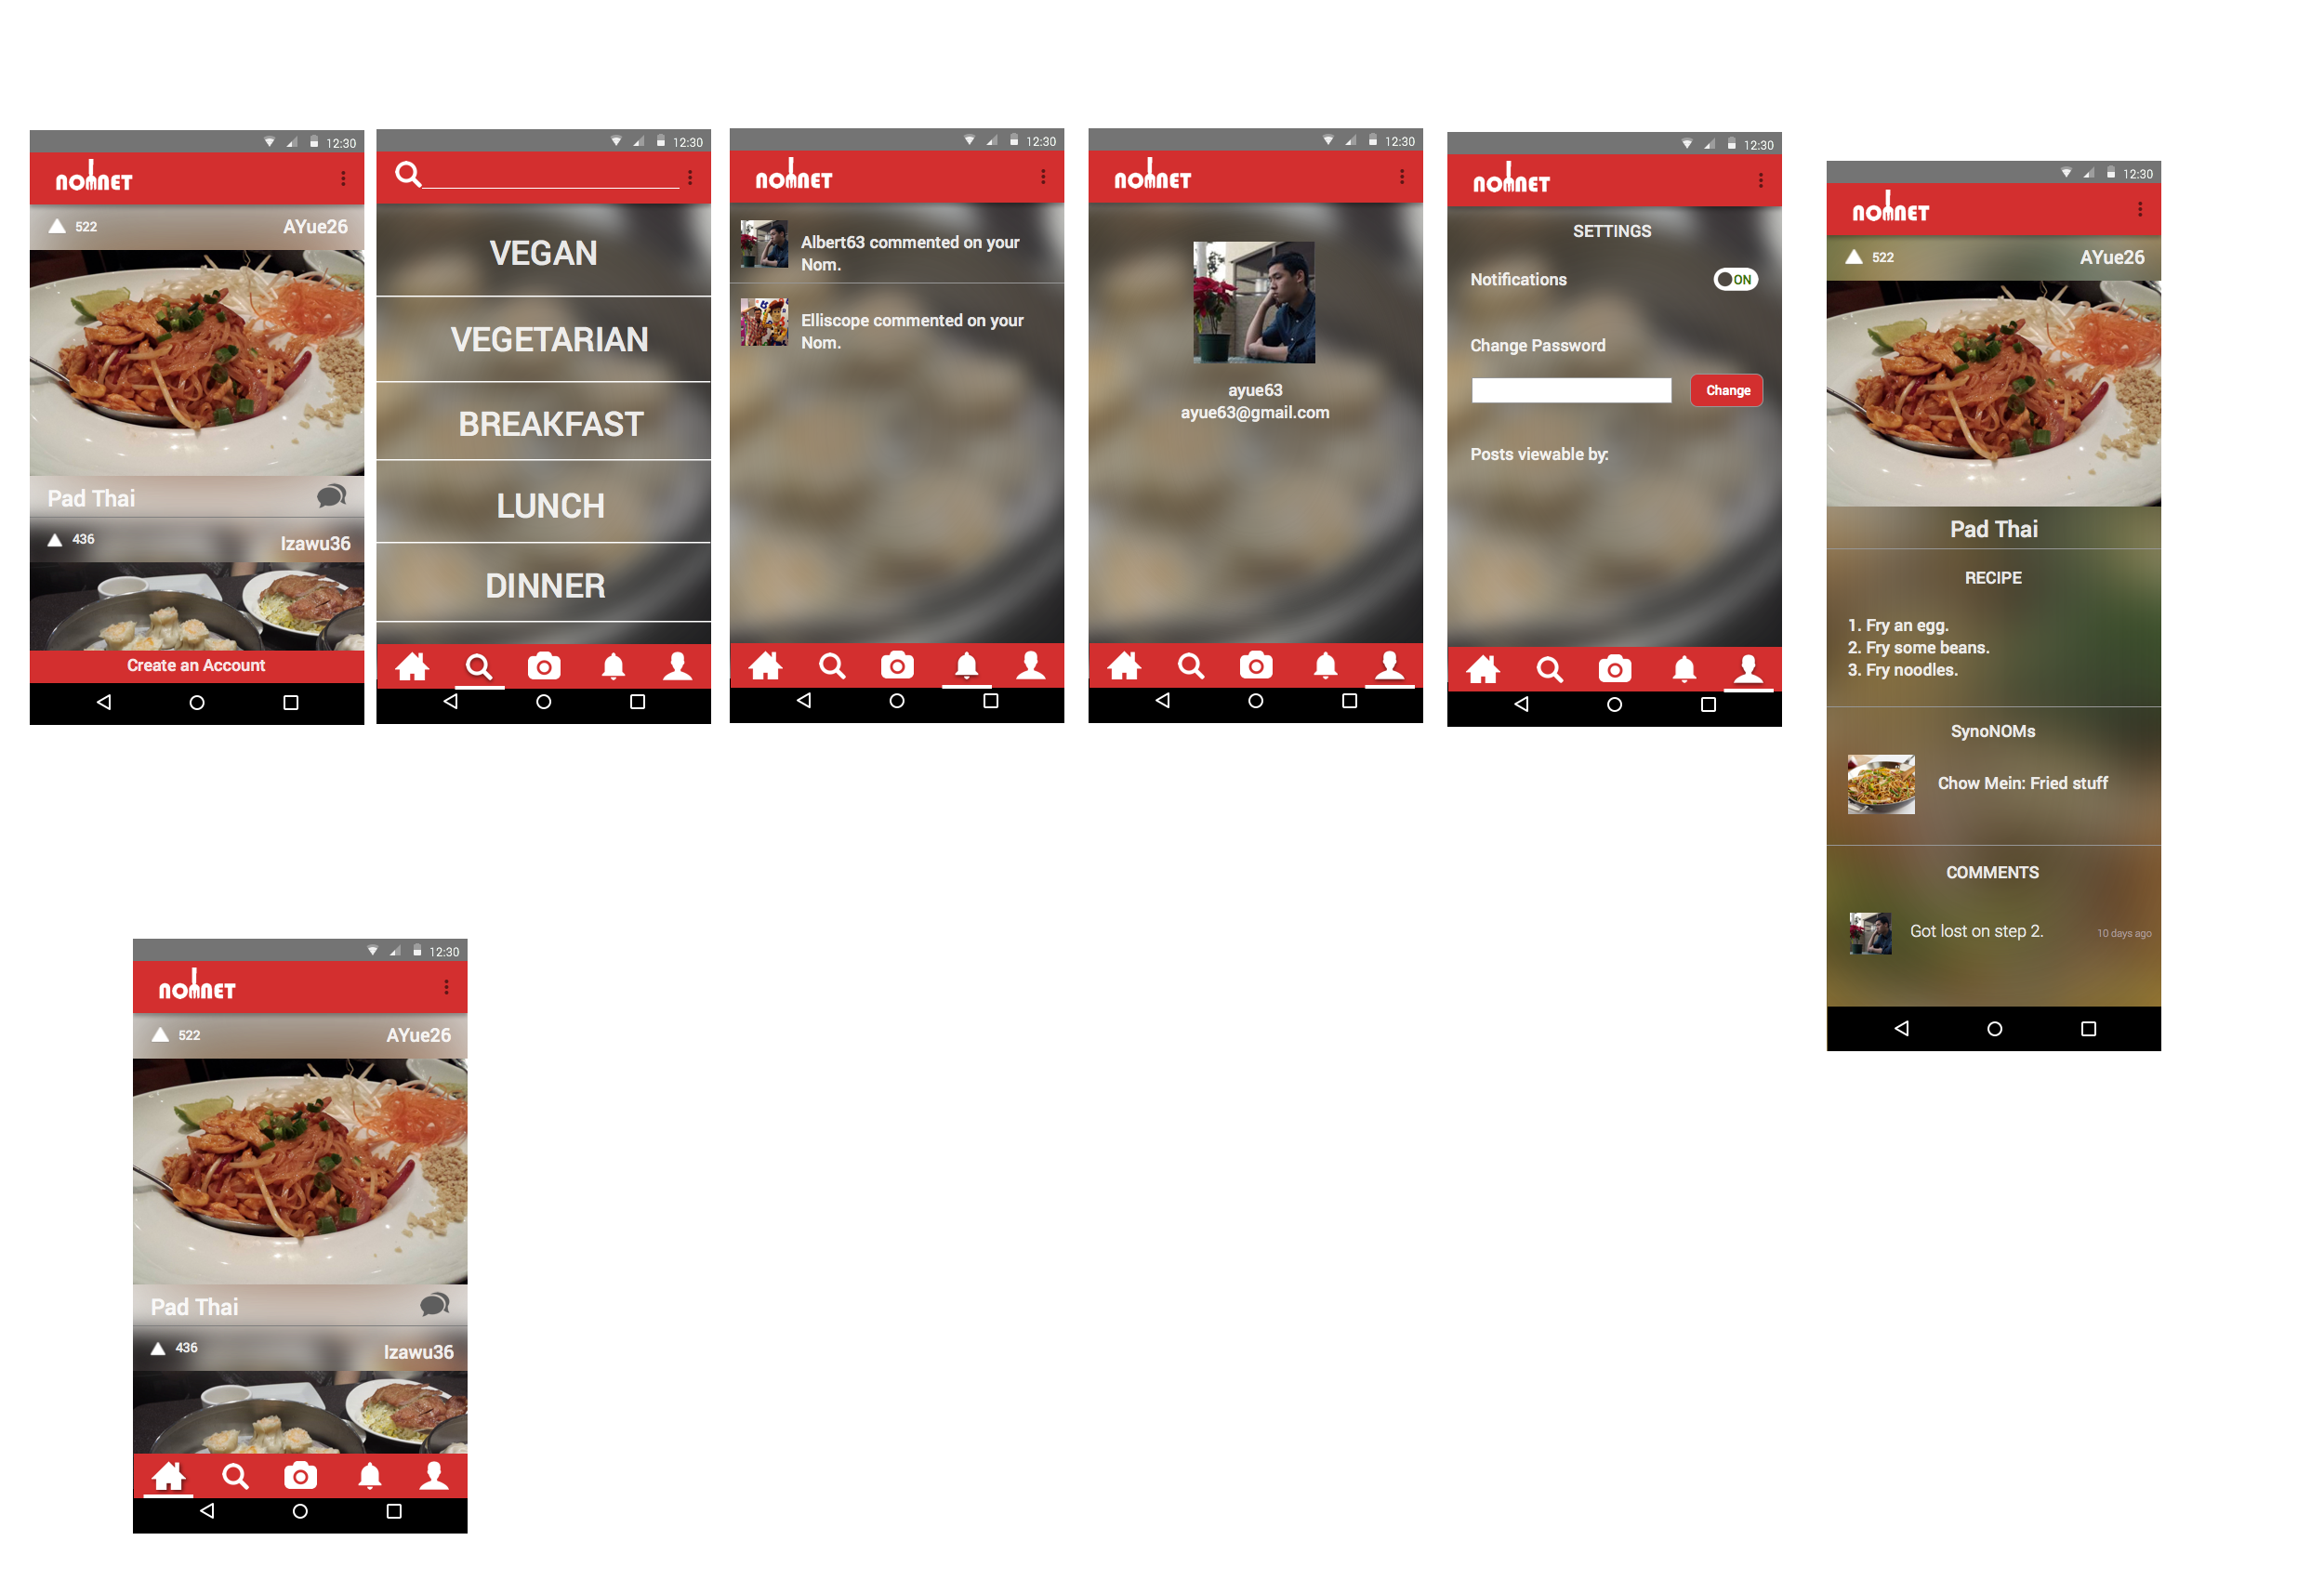 12:30
NOMNET
522
AYue26
Pad Thai
436
Izawu36
Create an Account
12:30
VEGAN
VEGETARIAN
BREAKFAST
LUNCH
DINNER
12:30
NOMNET
Albert63 commented on your
Nom.
Elliscope commented on your
Nom.
12:30
NOMNET
ayue63
ayue63@gmail.com
12:30
NOMNET
SETTINGS
Notifications
ON
Change Password
Change
Posts viewable by:
12:30
NOMNET
522
AYue26
Pad Thai
RECIPE
1. Fry an egg.
2. Fry some beans.
3. Fry noodles.
SynoNOMs
Chow Mein: Fried stuff
COMMENTS
Got lost on step 2.
10 days ago
12:30
NOMNET
522
AYue26
Pad Thai
436
Izawu36